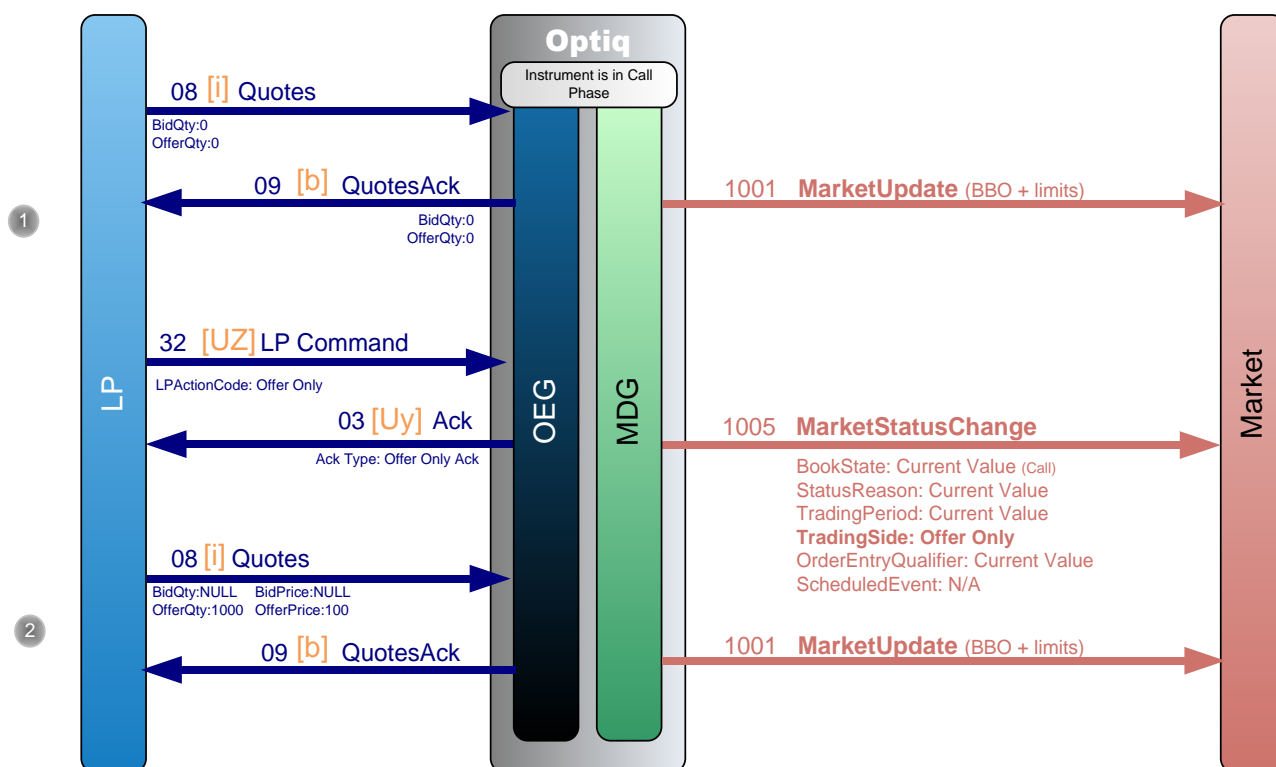 Optiq
Instrument is in Call
Phase
08 [i] Quotes
BidQty:0
OfferQty:0
09 [b] QuotesAck
BidQty:0
OfferQty:0
1001 MarketUpdate (BBO + limits)
1
32 [UZ] LP Command
LPActionCode: Offer Only
03 [Uy] Ack
Ack Type: Offer Only Ack
1005 MarketStatusChange
BookState: Current Value (Call)
StatusReason: Current Value
TradingPeriod: Current Value
TradingSide: Offer Only
OrderEntryQualifier: Current Value
ScheduledEvent: N/A
LP
OEG
MDG
Market
08 [i] Quotes
BidQty:NULL BidPrice:NULL
OfferQty:1000 OfferPrice:100
2
09 [b] QuotesAck
1001 MarketUpdate (BBO + limits)